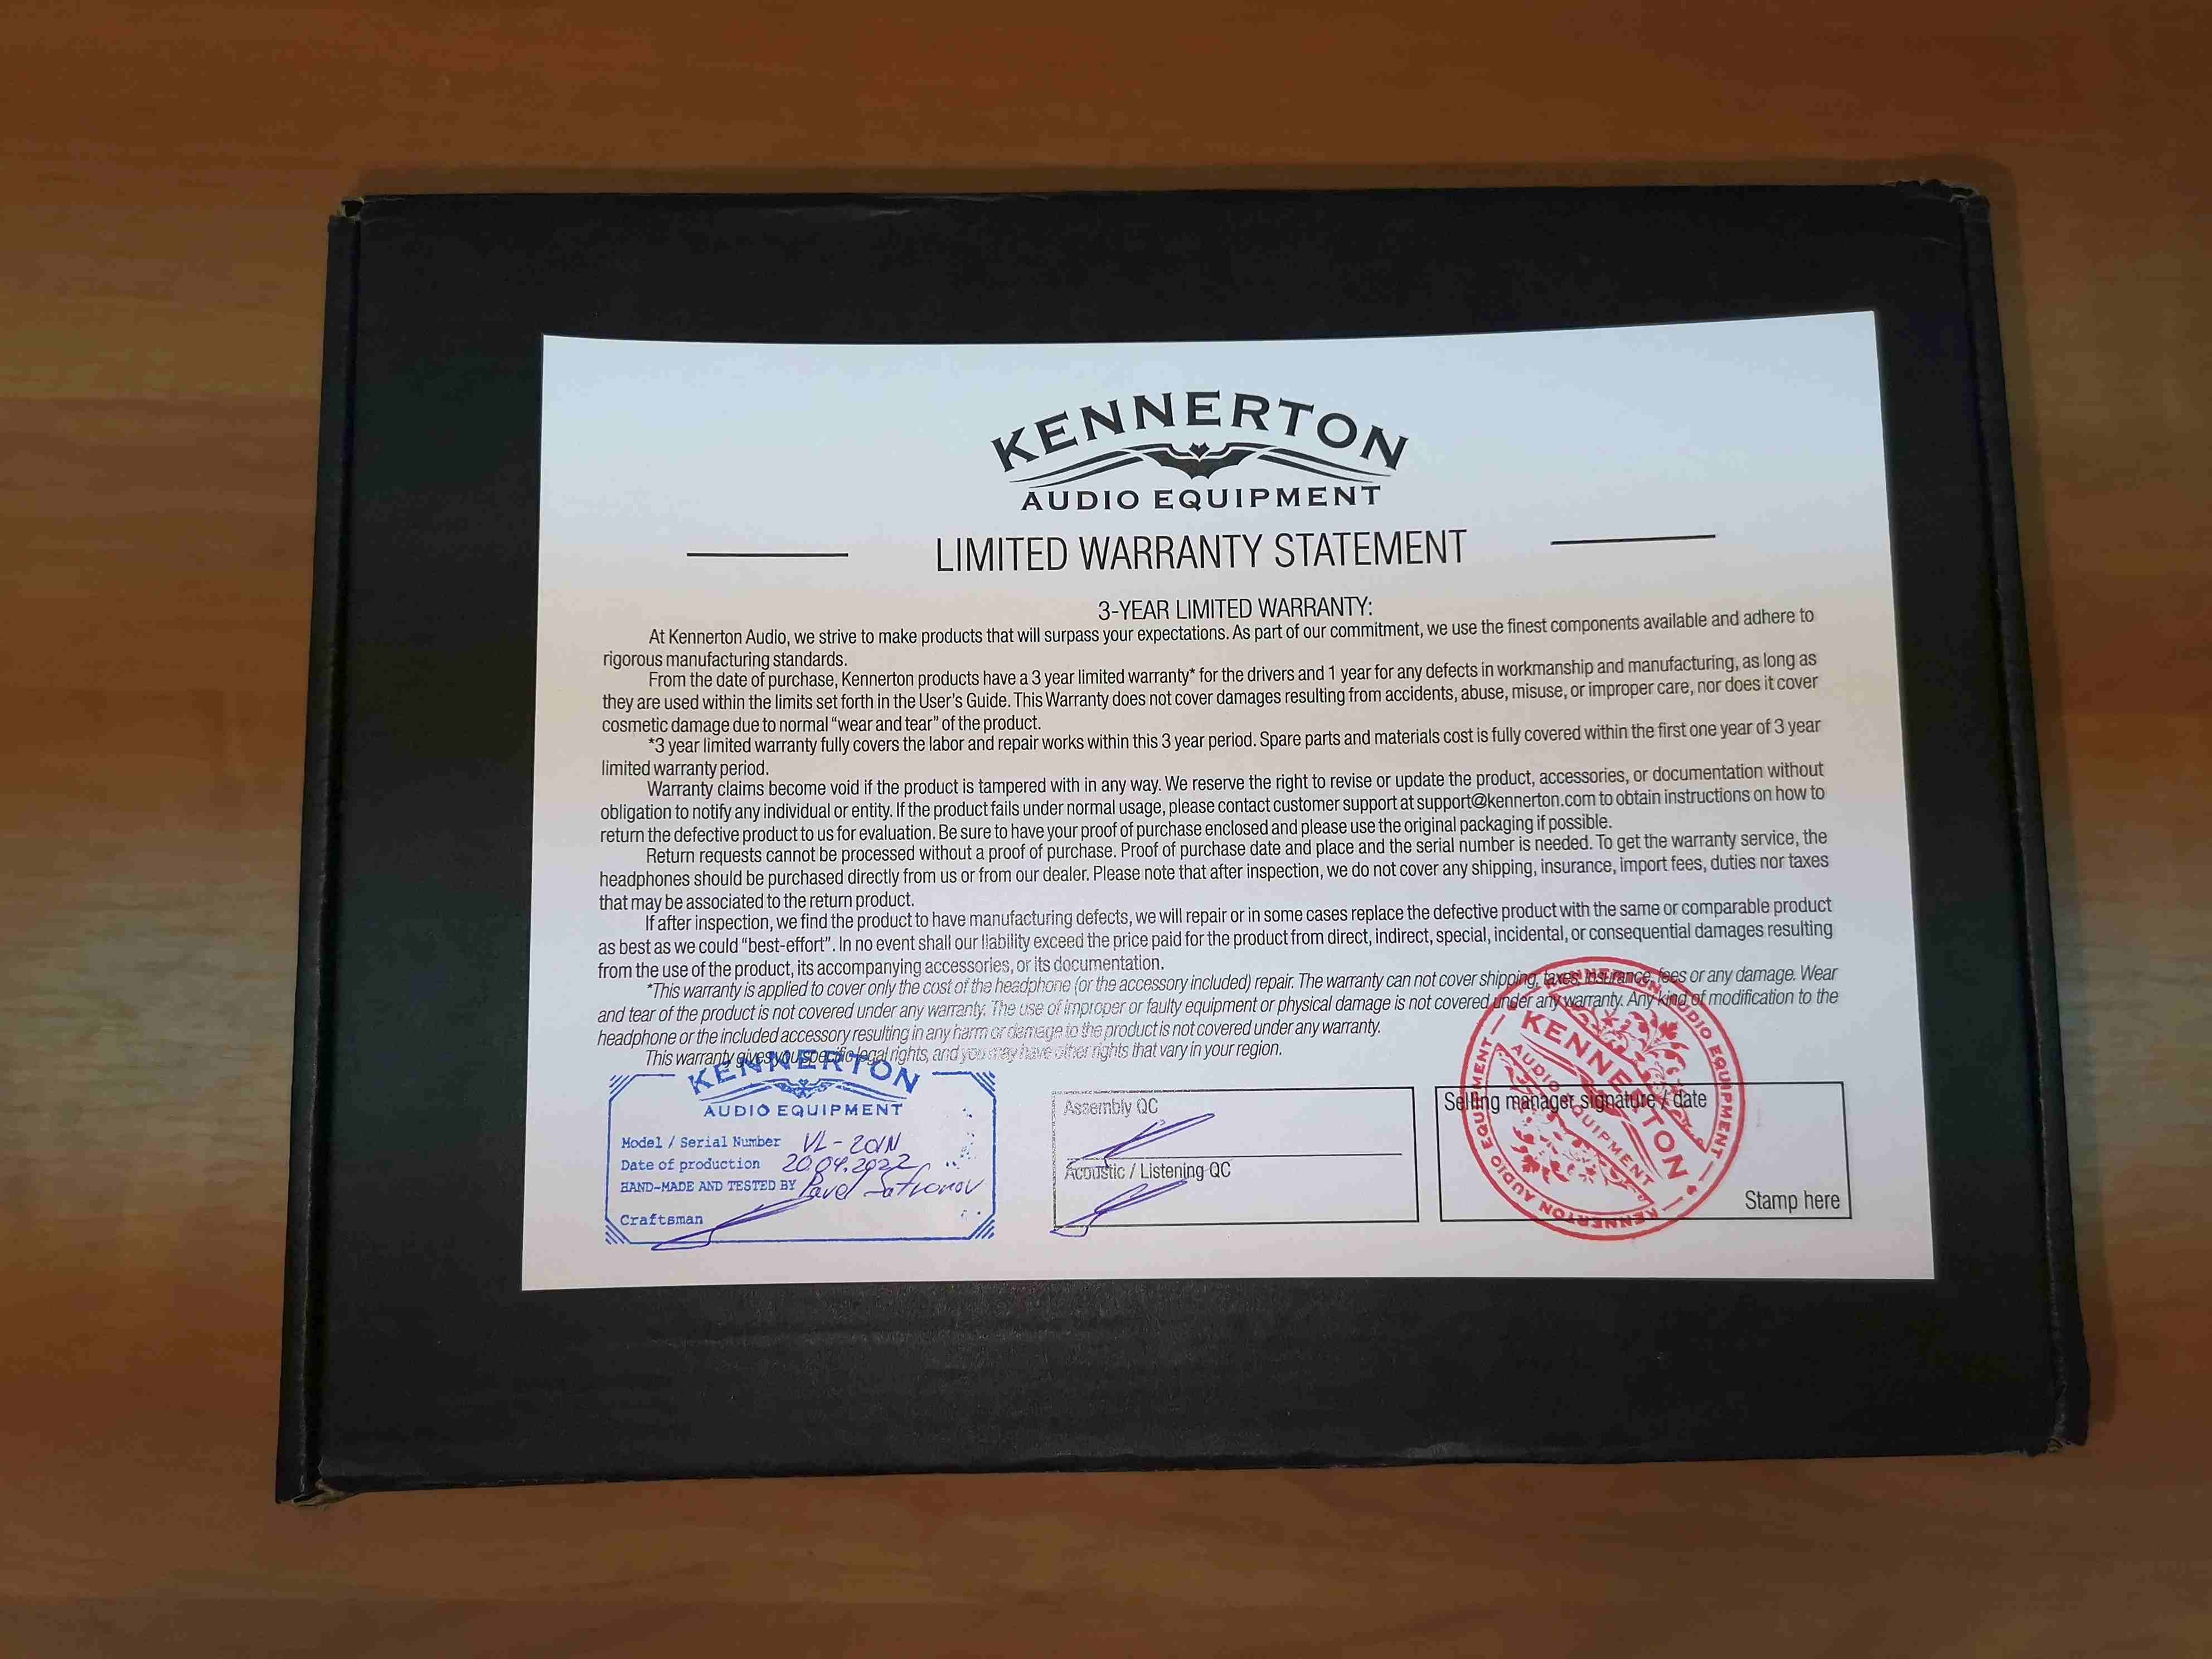 KENNERTON
AUDIO EQUIPMENT
LIMITED WARRANTY STATEMENT
3-YEAR LIMITED WARRANTY:
At Kennerton Audio, we strive to make products that will surpass your expectations. As part of our commitment, we use the finest components available and adhere to
rigorous manufacturing standards.
From the date of purchase, Kennerton products have a 3 year limited warranty* for the drivers and 1 year for any defects in workmanship and manufacturing, as long as
they are used within the limits set forth in the User's Guide. This Warranty does not cover damages resulting from accidents, abuse, misuse, or improper care, nor does it cover
cosmetic damage due to normal “wear and tear” of the product.
*3 year limited warranty fully covers the labor and repair works within this 3 year period. Spare parts and materials cost is fully covered within the first one year of 3 year
limited warranty period.
Warranty claims become void if the product is tampered with in any way. We reserve the right to revise or update the product, accessories, or documentation without
obligation to notify any individual or entity. If the product fails under normal usage, please contact customer support at support@kennerton.com to obtain instructions on how to
return the defective product to us for evaluation. Be sure to have your proof of purchase enclosed and please use the original packaging if possible.
Return requests cannot be processed without a proof of purchase. Proof of purchase date and place and the serial number is needed. To get the warranty service, the
headphones should be purchased directly from us or from our dealer. Please note that after inspection, we do not cover any shipping, insurance, import fees, duties nor taxes
that may be associated to the return product.
If after inspection, we find the product to have manufacturing defects, we will repair or in some cases replace the defective product with the same or comparable product
as best as we could “best-effort”. In no event shall our liability exceed the price paid for the product from direct, indirect, special, incidental, or consequential damages resulting
from the use of the product, its accompanying accessories, or its documentation.
*This warranty is applied to cover only the cost of the headphone (or the accessory included) repair. The warranty can not cover shipping, taxes, insurance, fees or any damage. Wear
and tear of the product is not covered under any warranty. The use of improper or faulty equipment or physical damage is not covered under any warranty. Any kind of modification to the
headphone or the included accessory resulting in any harm or damage to the product is not covered under any warranty.
This warranty gives you specific legal rights, and you may have other rights that vary in your region.
KENNERTON
AUDIO EQUIPMENT
Model / Serial Number VL-201N
Date of production 20.04.2022
HAND-MADE AND TESTED BY Pavel
Craftsman
Assembly QC
Acoustic / Listening QC
Selling manager signature / date
Stamp here
KENNERTON
AUDIO EQUIPMENT
KENNERTON AUDIO EQUIPMENT
KENNERTON AUDIO EQUIPMENT